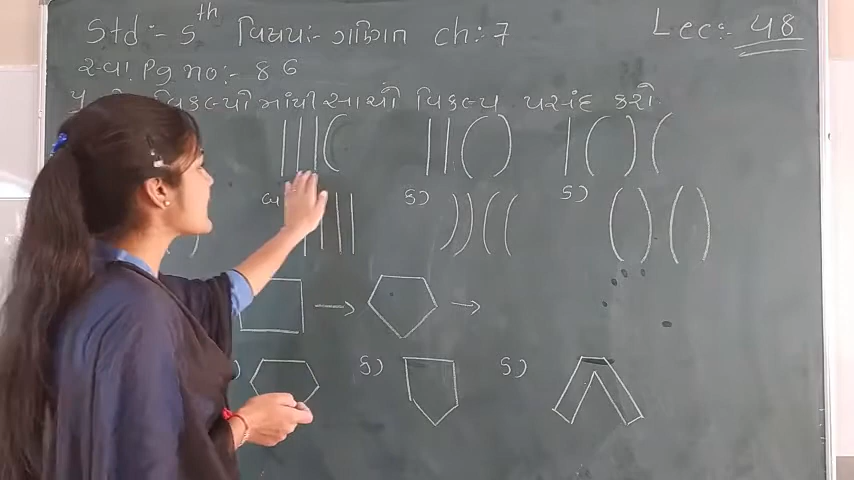 Std :- 5th વિષય:- ગણિત ch:- 7 Lec:- 48
સ્વા. Pg no:- 86
વિકલ્પોમાંથી સાચો વિકલ્પ પસંદ કરો.
ક) ડ)
ક) ડ)